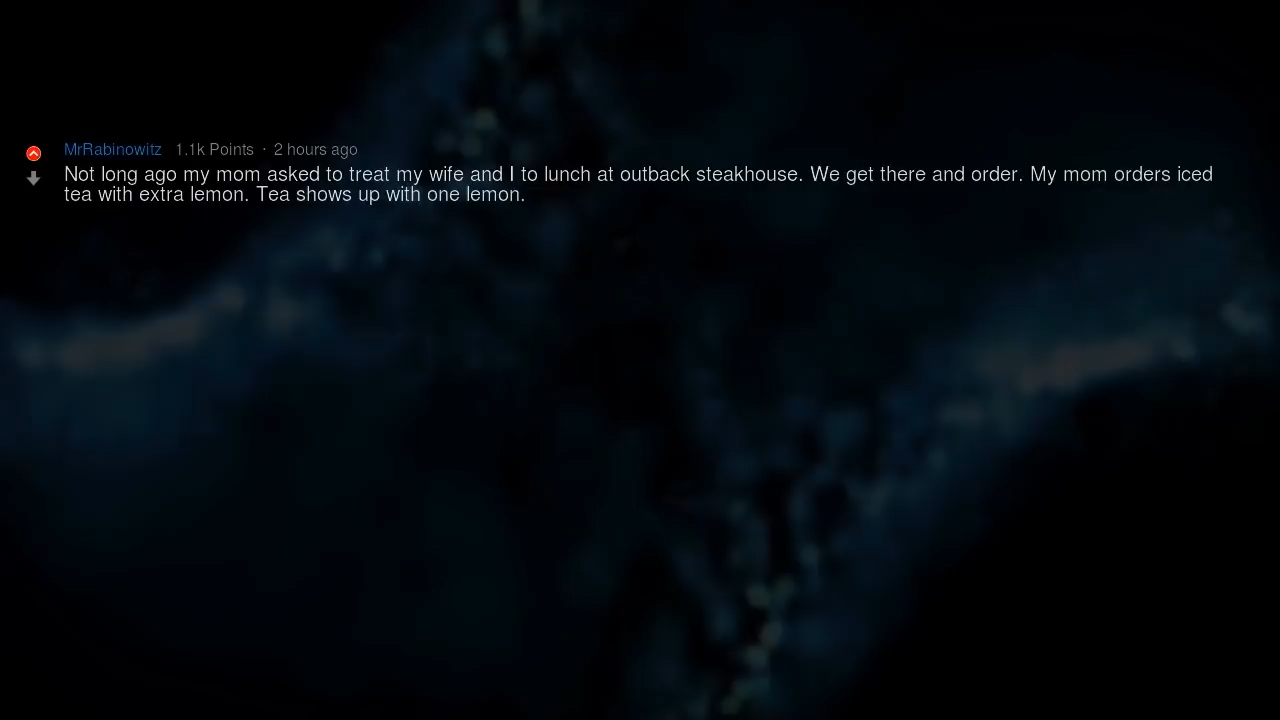 MrRabinowitz 1.1k Points · 2 hours ago
Not long ago my mom asked to treat my wife and I to lunch at outback steakhouse. We get there and order. My mom orders iced
tea with extra lemon. Tea shows up with one lemon.